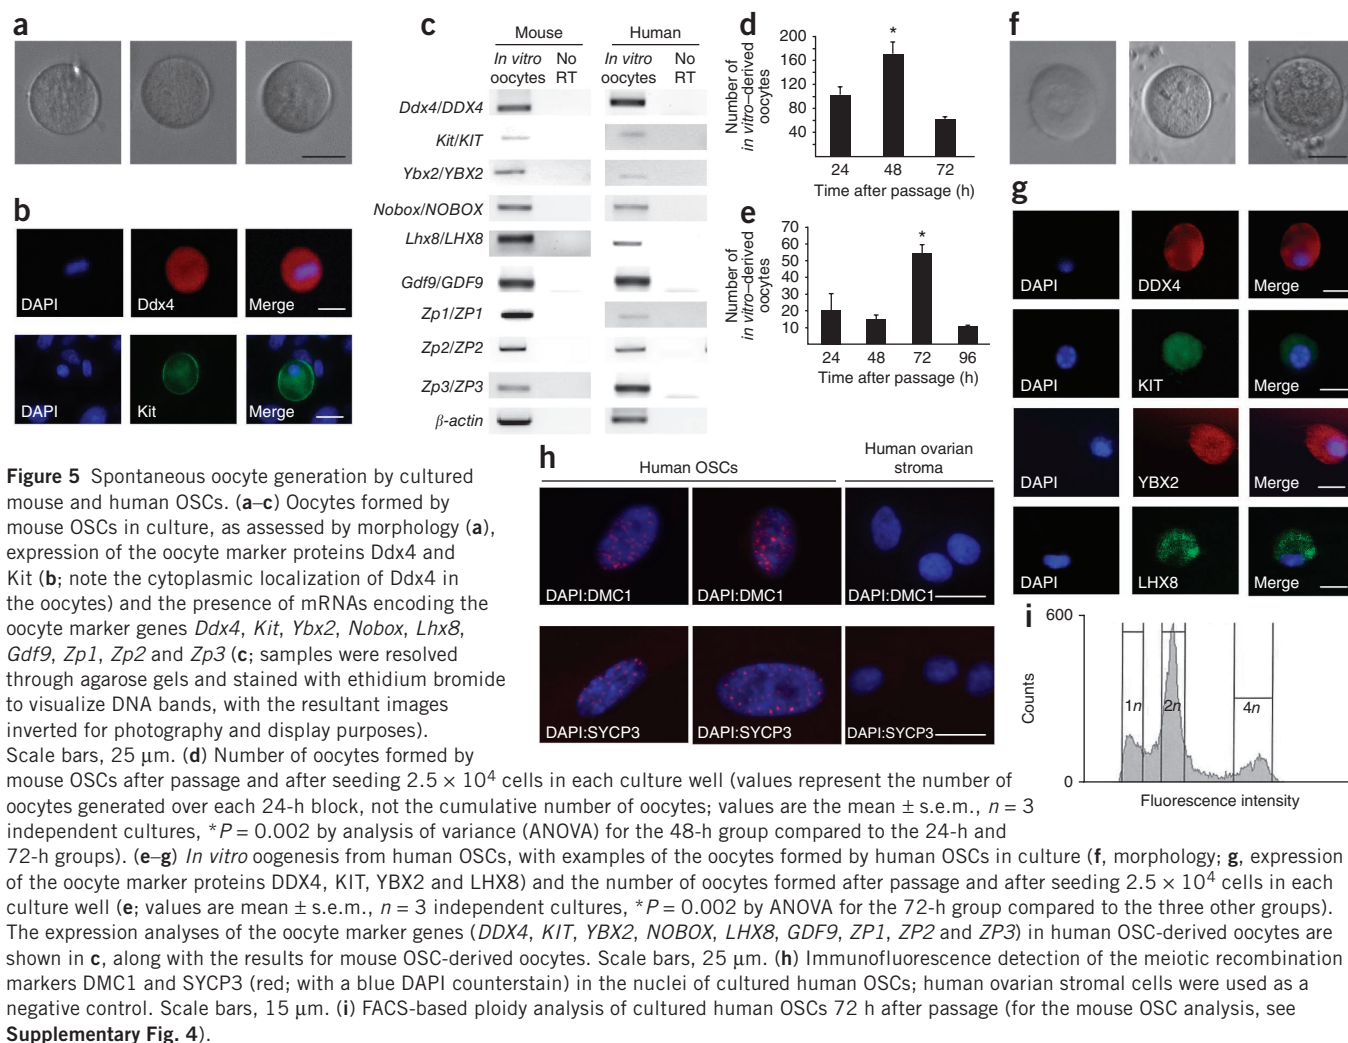 a
b
DAPI
Ddx4
Merge
DAPI
Kit
Merge
c
Mouse
Human
In vitro oocytes
No RT
In vitro oocytes
No RT
Ddx4/DDX4
Kit/KIT
Ybx2/YBX2
Nobox/NOBOX
Lhx8/LHX8
Gdf9/GDF9
Zp1/ZP1
Zp2/ZP2
Zp3/ZP3
β-actin
d
Number of
in vitro–derived
oocytes
200
160
120
80
40
*
24 48 72
Time after passage (h)
e
Number of
in vitro–derived
oocytes
70
60
50
40
30
20
10
*
24 48 72 96
Time after passage (h)
f
g
DAPI
DDX4
Merge
DAPI
KIT
Merge
DAPI
YBX2
Merge
DAPI
LHX8
Merge
h
Human OSCs
Human ovarian
stroma
DAPI:DMC1
DAPI:DMC1
DAPI:DMC1
DAPI:SYCP3
DAPI:SYCP3
DAPI:SYCP3
i
600
Counts
0
1n
2n
4n
Fluorescence intensity
Figure 5 Spontaneous oocyte generation by cultured
mouse and human OSCs. (a–c) Oocytes formed by
mouse OSCs in culture, as assessed by morphology (a),
expression of the oocyte marker proteins Ddx4 and
Kit (b; note the cytoplasmic localization of Ddx4 in
the oocytes) and the presence of mRNAs encoding the
oocyte marker genes Ddx4, Kit, Ybx2, Nobox, Lhx8,
Gdf9, Zp1, Zp2 and Zp3 (c; samples were resolved
through agarose gels and stained with ethidium bromide
to visualize DNA bands, with the resultant images
inverted for photography and display purposes).
Scale bars, 25 μm. (d) Number of oocytes formed by
mouse OSCs after passage and after seeding 2.5 × 10⁴ cells in each culture well (values represent the number of
oocytes generated over each 24-h block, not the cumulative number of oocytes; values are the mean ± s.e.m., n = 3
independent cultures, *P = 0.002 by analysis of variance (ANOVA) for the 48-h group compared to the 24-h and
72-h groups). (e–g) In vitro oogenesis from human OSCs, with examples of the oocytes formed by human OSCs in culture (f, morphology; g, expression
of the oocyte marker proteins DDX4, KIT, YBX2 and LHX8) and the number of oocytes formed after passage and after seeding 2.5 × 10⁴ cells in each
culture well (e; values are mean ± s.e.m., n = 3 independent cultures, *P = 0.002 by ANOVA for the 72-h group compared to the three other groups).
The expression analyses of the oocyte marker genes (DDX4, KIT, YBX2, NOBOX, LHX8, GDF9, ZP1, ZP2 and ZP3) in human OSC-derived oocytes are
shown in c, along with the results for mouse OSC-derived oocytes. Scale bars, 25 μm. (h) Immunofluorescence detection of the meiotic recombination
markers DMC1 and SYCP3 (red; with a blue DAPI counterstain) in the nuclei of cultured human OSCs; human ovarian stromal cells were used as a
negative control. Scale bars, 15 μm. (i) FACS-based ploidy analysis of cultured human OSCs 72 h after passage (for the mouse OSC analysis, see
Supplementary Fig. 4).